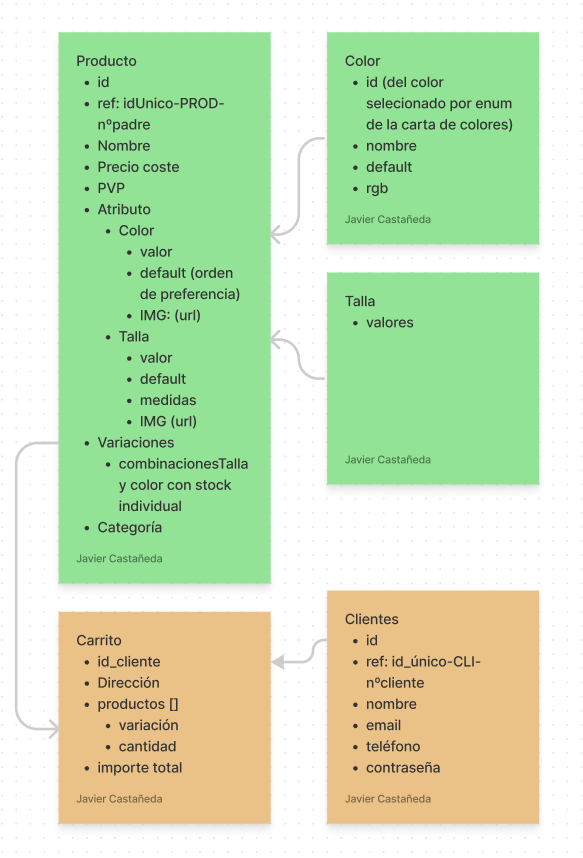 Producto
id
ref: idUnico-PROD-
nºpadre
Nombre
Precio coste
PVP
Atributo
Color
valor
default (orden
de preferencia)
IMG: (url)
Talla
valor
default
medidas
IMG (url)
Variaciones
combinacionesTalla
y color con stock
individual
Categoría
Javier Castañeda
Color
id (del color
selecionado por enum
de la carta de colores)
nombre
default
rgb
Javier Castañeda
Talla
valores
Javier Castañeda
Carrito
id_cliente
Dirección
productos []
variación
cantidad
importe total
Javier Castañeda
Clientes
id
ref: id_único-CLI-
nºcliente
nombre
email
teléfono
contraseña
Javier Castañeda